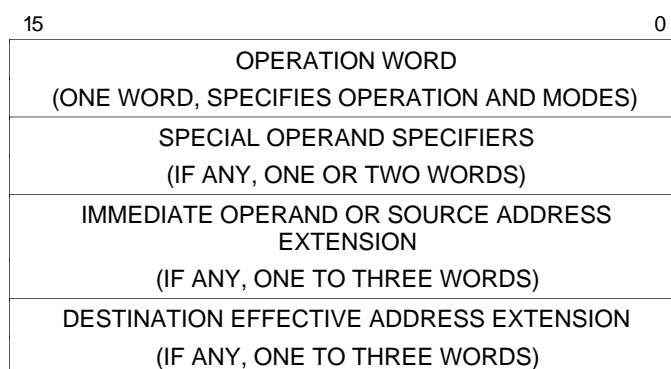 15 0
OPERATION WORD
(ONE WORD, SPECIFIES OPERATION AND MODES)
SPECIAL OPERAND SPECIFIERS
(IF ANY, ONE OR TWO WORDS)
IMMEDIATE OPERAND OR SOURCE ADDRESS
EXTENSION
(IF ANY, ONE TO THREE WORDS)
DESTINATION EFFECTIVE ADDRESS EXTENSION
(IF ANY, ONE TO THREE WORDS)